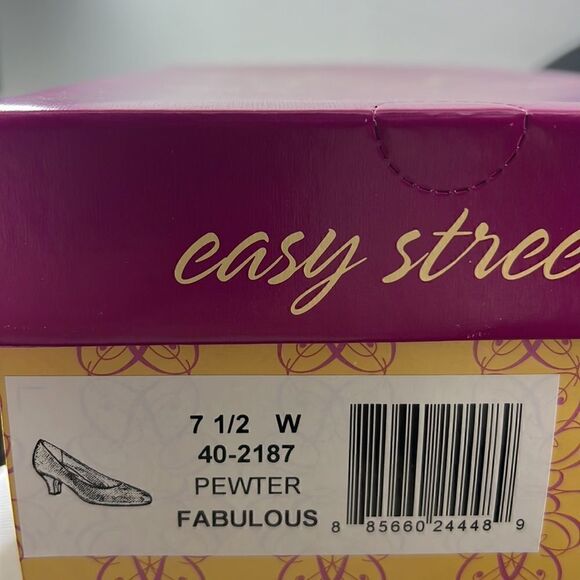 easy stree
7 1/2 W
40-2187
PEWTER
FABULOUS
8 85660 24448 9